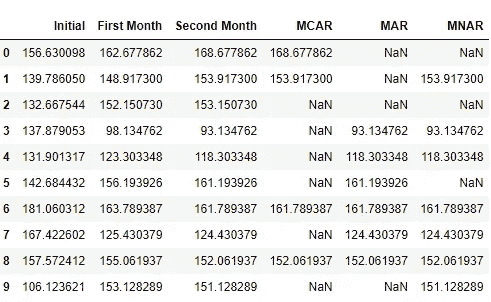 Initial First Month Second Month MCAR MAR MNAR
0 156.630098 162.677862 168.677862 168.677862 NaN NaN
1 139.786050 148.917300 153.917300 153.917300 NaN 153.917300
2 132.667544 152.150730 153.150730 NaN NaN NaN
3 137.879053 98.134762 93.134762 NaN 93.134762 93.134762
4 131.901317 123.303348 118.303348 NaN 118.303348 118.303348
5 142.684432 156.193926 161.193926 NaN 161.193926 NaN
6 181.060312 163.789387 161.789387 161.789387 161.789387 161.789387
7 167.422602 125.430379 124.430379 NaN 124.430379 124.430379
8 157.572412 155.061937 152.061937 152.061937 152.061937 152.061937
9 106.123621 153.128289 151.128289 NaN NaN 151.128289